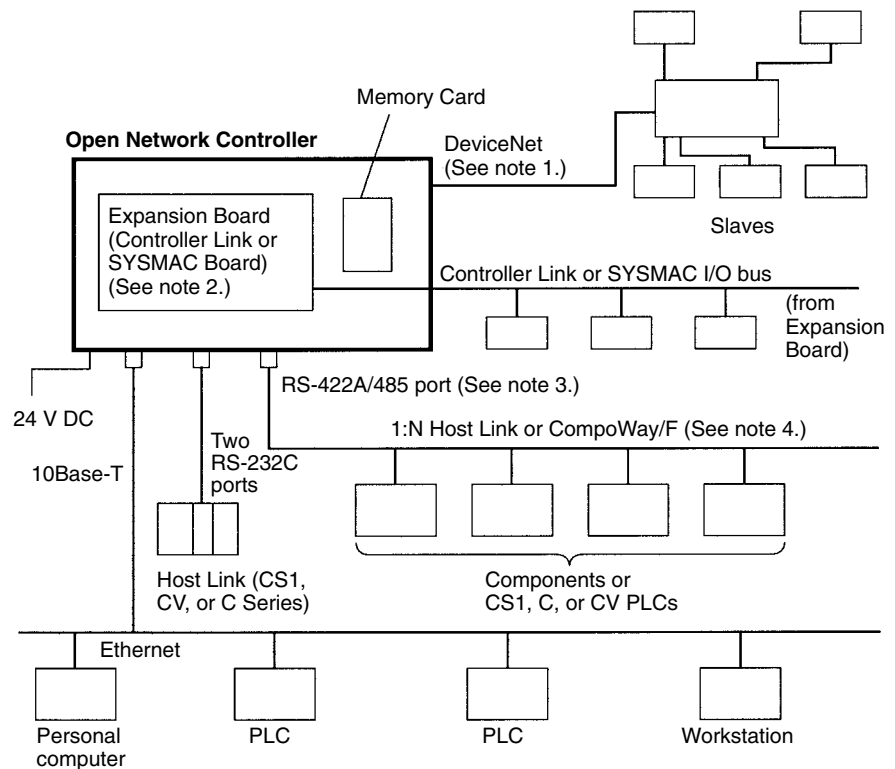 Memory Card
Open Network Controller
DeviceNet
(See note 1.)
Slaves
Expansion Board
(Controller Link or
SYSMAC Board)
(See note 2.)
Controller Link or SYSMAC I/O bus
(from
Expansion
Board)
RS-422A/485 port (See note 3.)
24 V DC
1:N Host Link or CompoWay/F (See note 4.)
10Base-T
Two
RS-232C
ports
Host Link (CS1,
CV, or C Series)
Components or
CS1, C, or CV PLCs
Ethernet
Personal
computer
PLC
PLC
Workstation